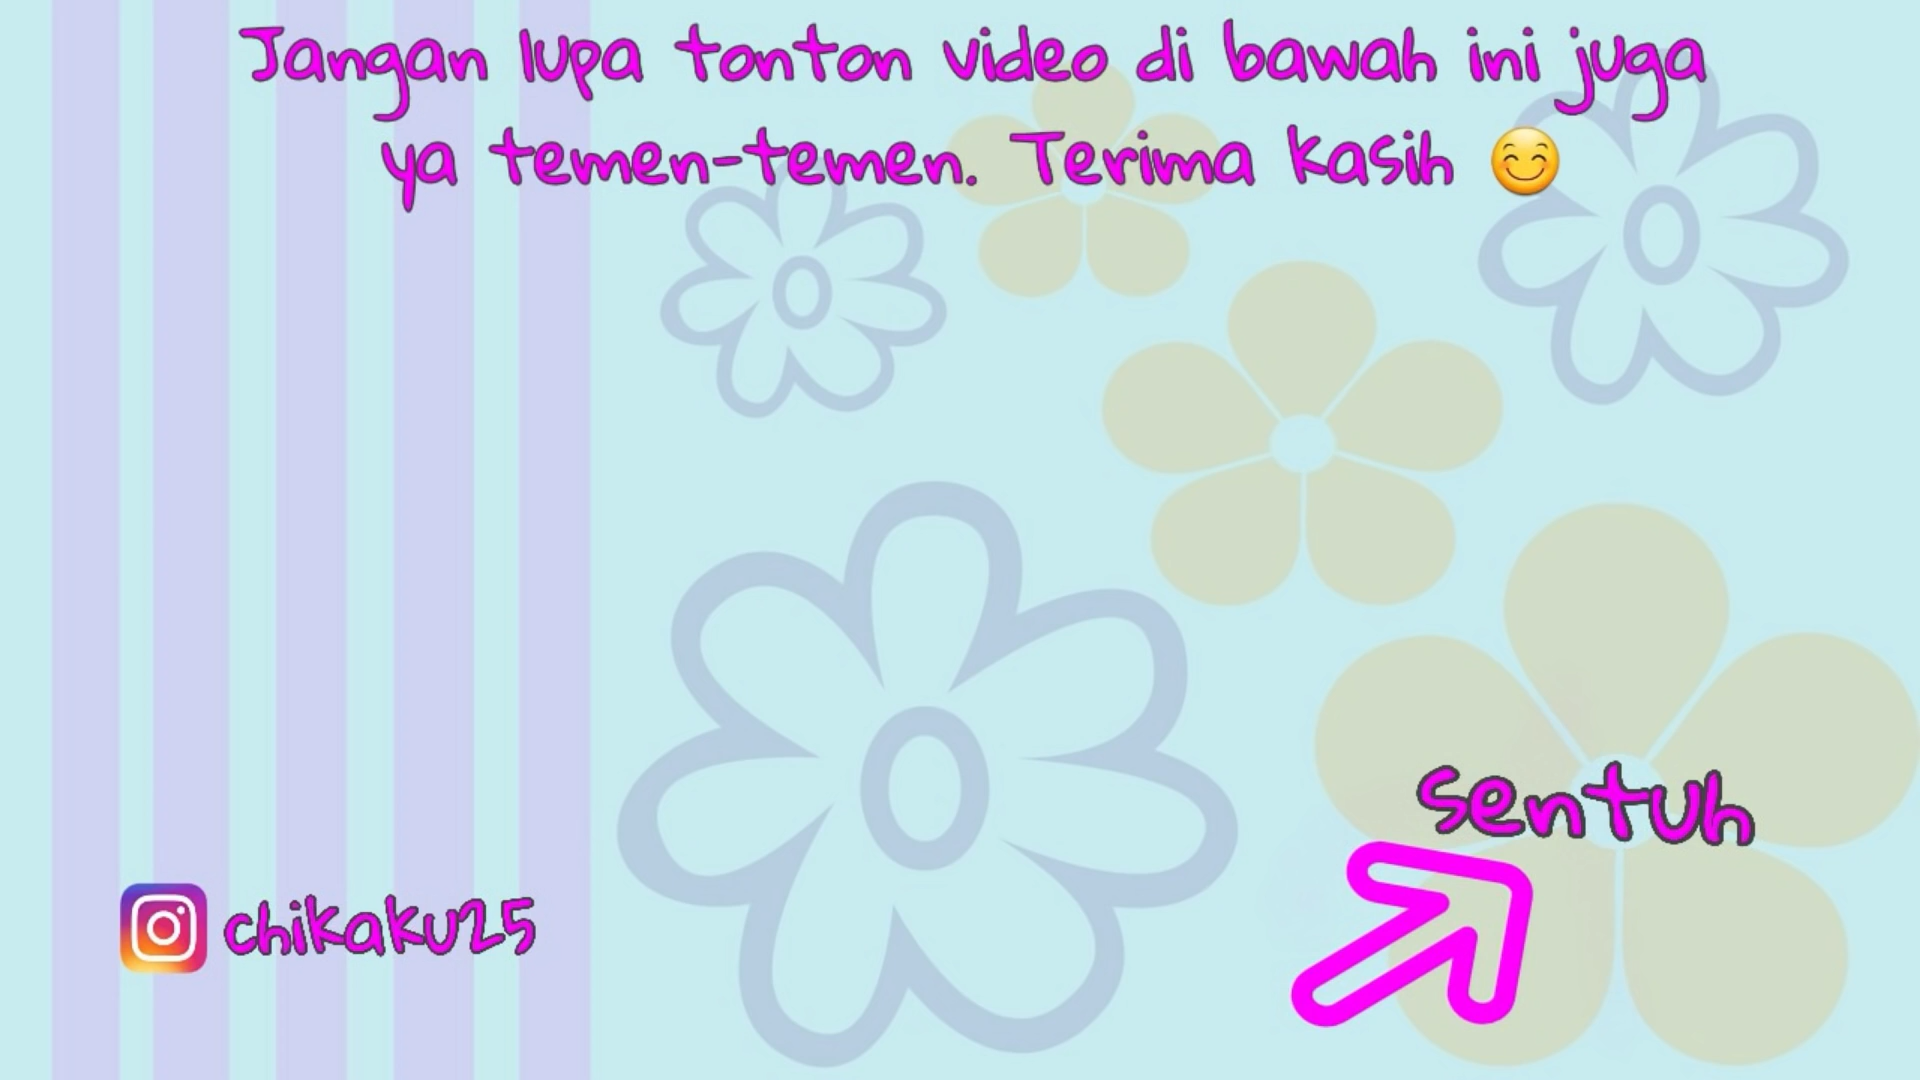 Jangan lupa tonton video di bawah ini juga
ya temen-temen. Terima kasih 😊
sentuh
chikaku25